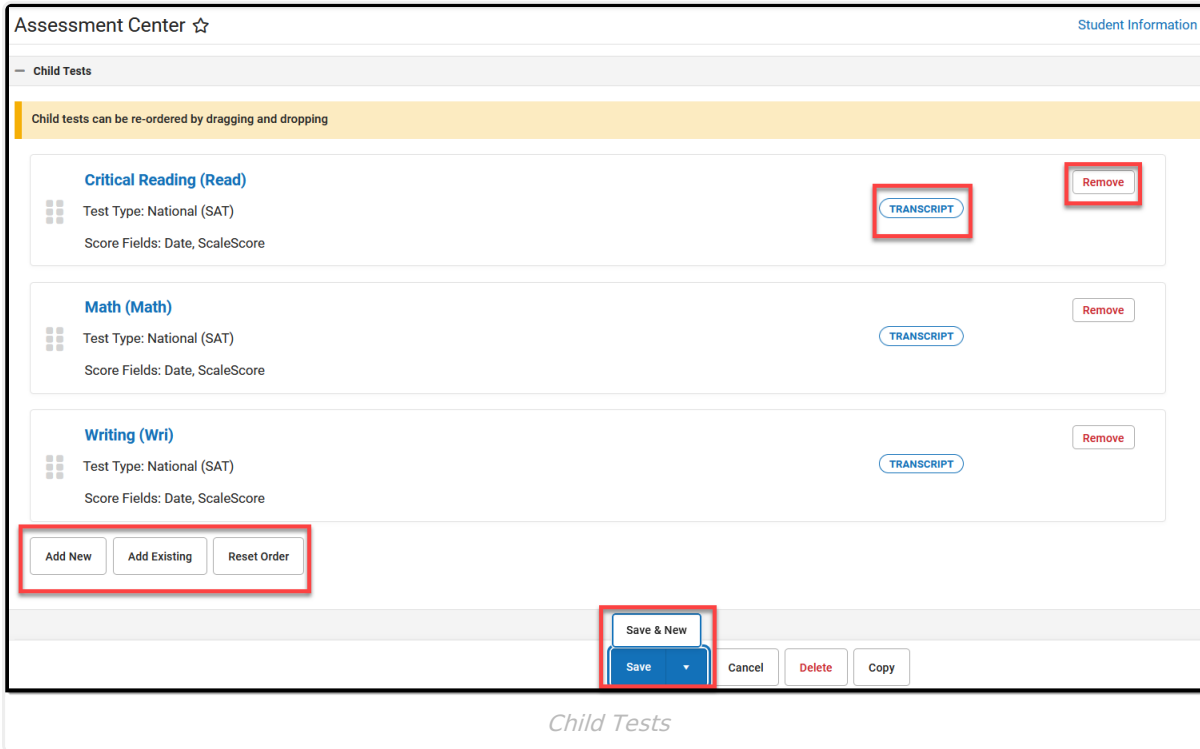 Assessment Center
Student Information
Child Tests
Child tests can be re-ordered by dragging and dropping
Critical Reading (Read)
Remove
Test Type: National (SAT)
TRANSCRIPT
Score Fields: Date, ScaleScore
Math (Math)
Remove
Test Type: National (SAT)
TRANSCRIPT
Score Fields: Date, ScaleScore
Writing (Wri)
Remove
Test Type: National (SAT)
TRANSCRIPT
Score Fields: Date, ScaleScore
Add New Add Existing Reset Order
Save & New
Save Cancel Delete Copy
Child Tests